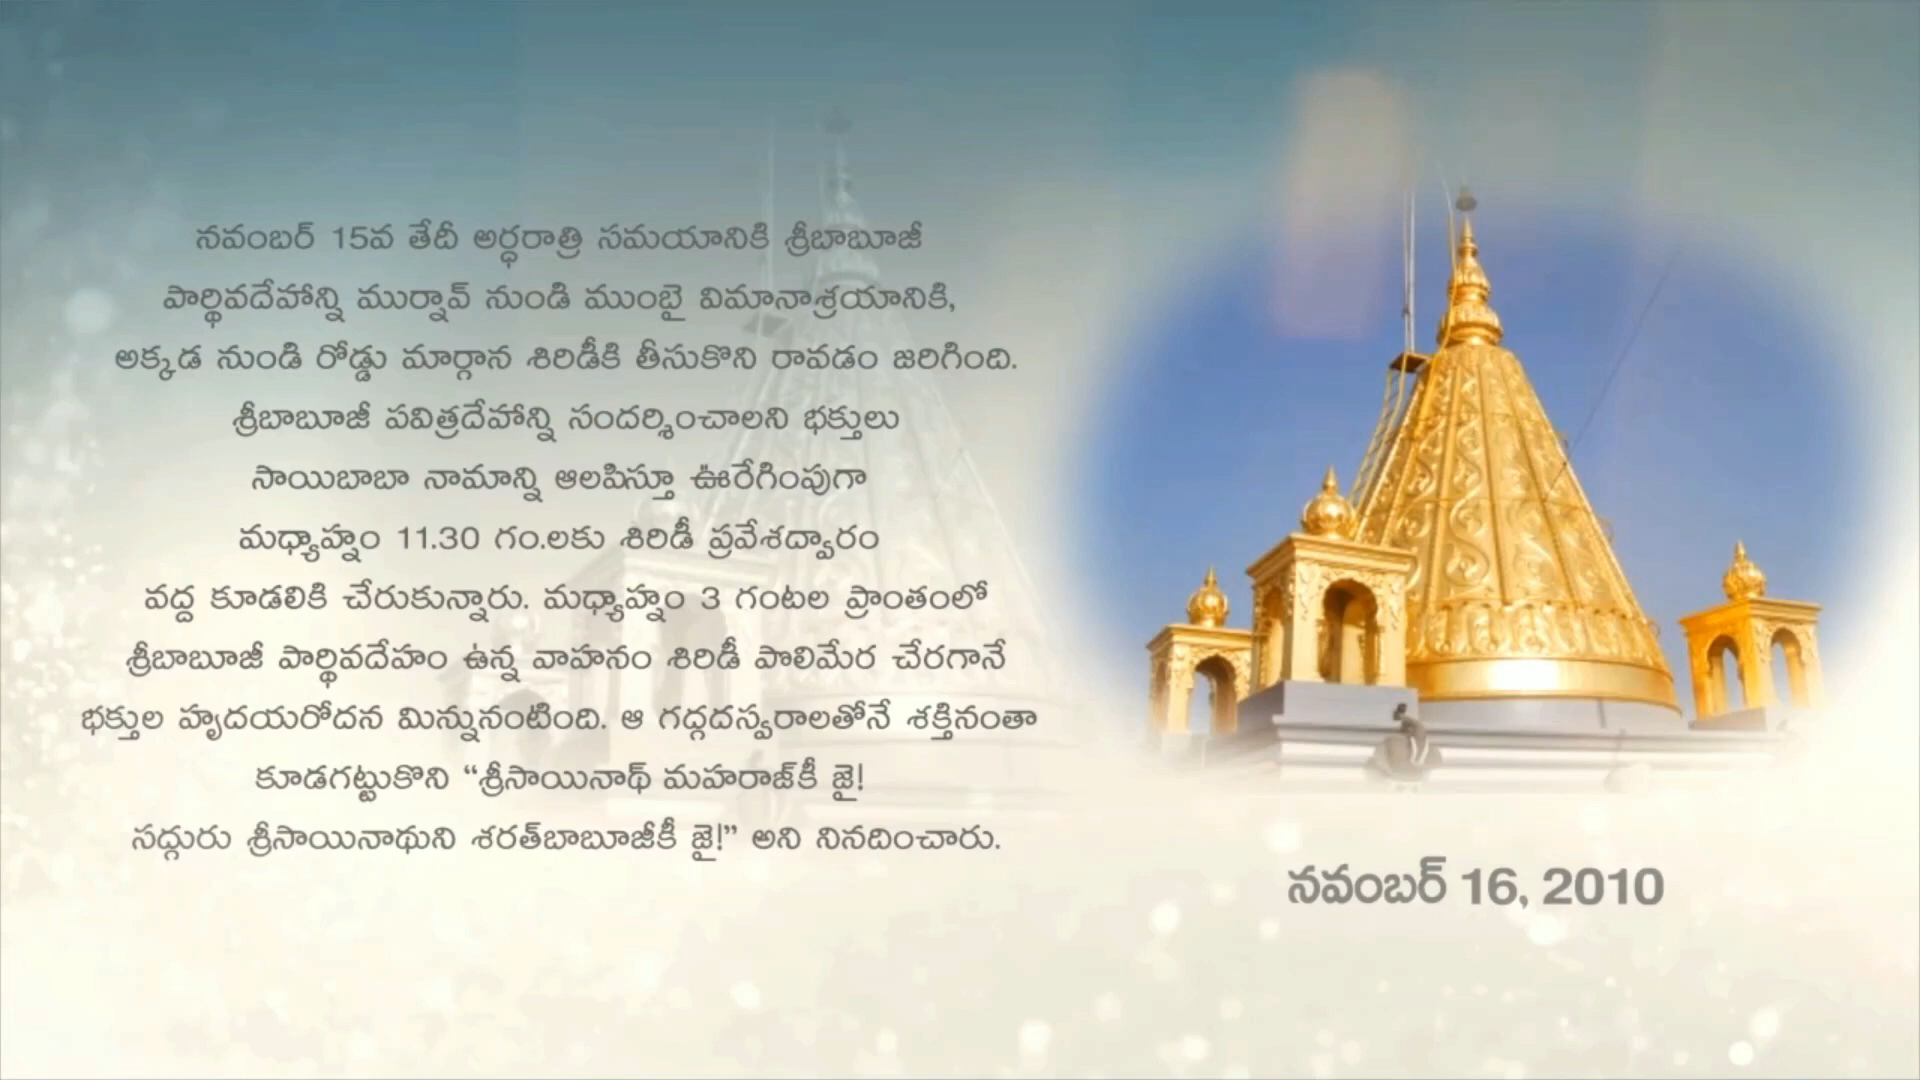 నవంబర్ 15వ తేదీ అర్ధరాత్రి సమయానికి శ్రీబాబూజీ
పార్థివదేహాన్ని ముర్నావ్ నుండి ముంబై విమానాశ్రయానికి,
అక్కడ నుండి రోడ్డు మార్గాన శిరిడీకి తీసుకొని రావడం జరిగింది.
శ్రీబాబూజీ పవిత్రదేహాన్ని సందర్శించాలని భక్తులు
సాయిబాబా నామాన్ని ఆలపిస్తూ ఊరేగింపుగా
మధ్యాహ్నం 11.30 గం.లకు శిరిడీ ప్రవేశద్వారం
వద్ద కూడలికి చేరుకున్నారు. మధ్యాహ్నం 3 గంటల ప్రాంతంలో
శ్రీబాబూజీ పార్థివదేహం ఉన్న వాహనం శిరిడీ పొలిమేర చేరగానే
భక్తుల హృదయరోదన మిన్నునంటింది. ఆ గద్గదస్వరాలతోనే శక్తినంతా
కూడగట్టుకొని “శ్రీసాయినాథ్ మహరాజ్‌కీ జై!
సద్గురు శ్రీసాయినాథుని శరత్‌బాబూజీకీ జై!” అని నినదించారు.
నవంబర్ 16, 2010